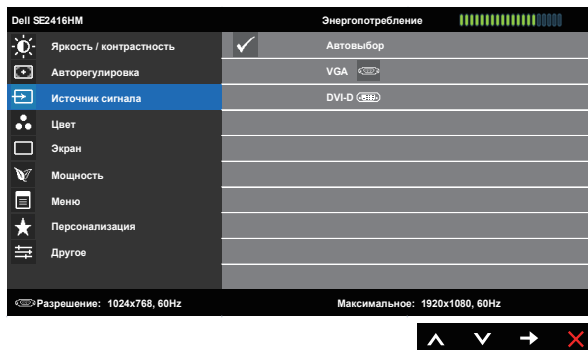 Dell SE2416HM Энергопотребление
Яркость / контрастность Автовыбор
Авторегулировка VGA
Источник сигнала DVI-D
Цвет
Экран
Мощность
Меню
Персонализация
Другое
Разрешение: 1024x768, 60Hz Максимальное: 1920x1080, 60Hz